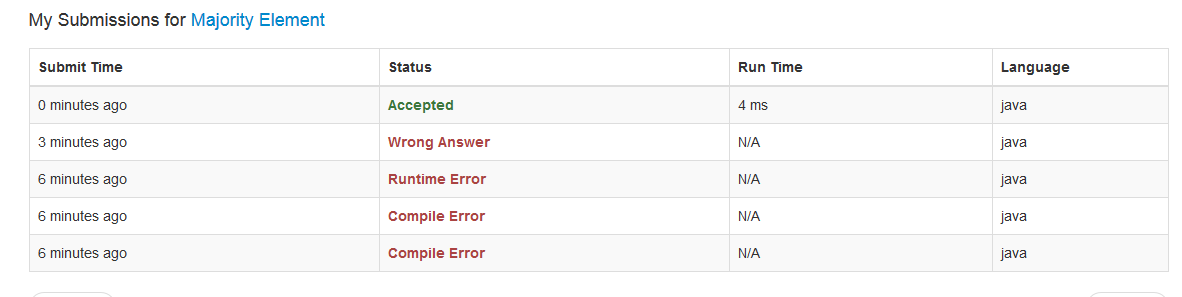 My Submissions for Majority Element
Submit Time Status Run Time Language
0 minutes ago Accepted 4 ms java
3 minutes ago Wrong Answer N/A java
6 minutes ago Runtime Error N/A java
6 minutes ago Compile Error N/A java
6 minutes ago Compile Error N/A java